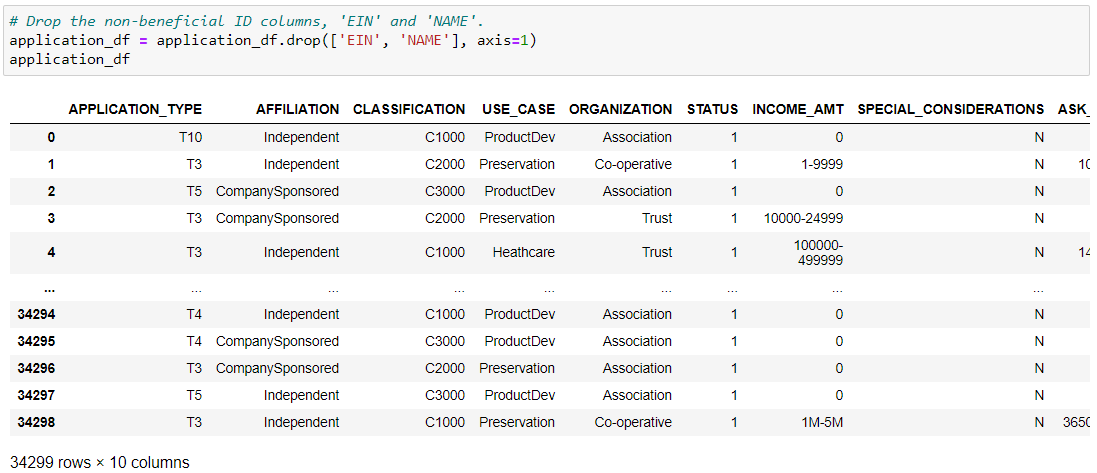 # Drop the non-beneficial ID columns, 'EIN' and 'NAME'.
application_df = application_df.drop(['EIN', 'NAME'], axis=1)
application_df
APPLICATION_TYPE AFFILIATION CLASSIFICATION USE_CASE ORGANIZATION STATUS INCOME_AMT SPECIAL_CONSIDERATIONS ASK_
0 T10 Independent C1000 ProductDev Association 1 0 N
1 T3 Independent C2000 Preservation Co-operative 1 1-9999 N 10
2 T5 CompanySponsored C3000 ProductDev Association 1 0 N
3 T3 CompanySponsored C2000 Preservation Trust 1 10000-24999 N
4 T3 Independent C1000 Heathcare Trust 1 100000-499999 N 14
... ... ... ... ... ... ... ... ...
34294 T4 Independent C1000 ProductDev Association 1 0 N
34295 T4 CompanySponsored C3000 ProductDev Association 1 0 N
34296 T3 CompanySponsored C2000 Preservation Association 1 0 N
34297 T5 Independent C3000 ProductDev Association 1 0 N
34298 T3 Independent C1000 Preservation Co-operative 1 1M-5M N 3650
34299 rows × 10 columns